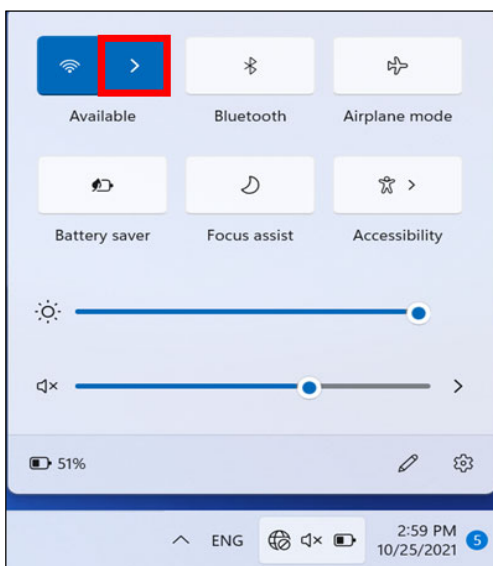 Available Bluetooth Airplane mode
Battery saver Focus assist Accessibility
51%
ENG
2:59 PM
10/25/2021
5